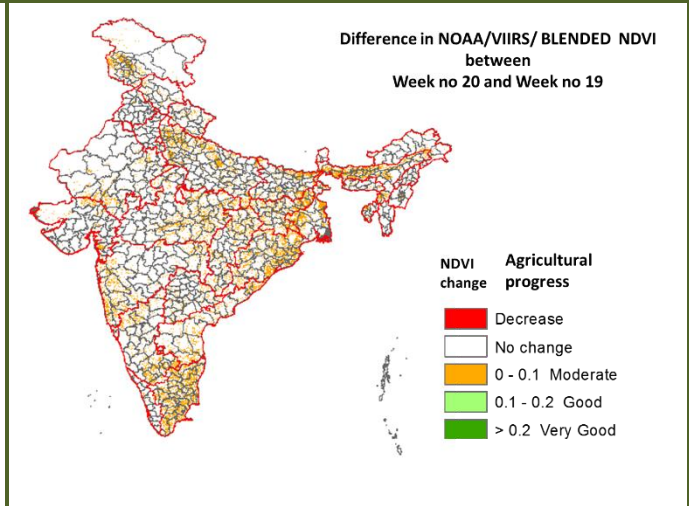 Difference in NOAA/VIIRS/ BLENDED NDVI
between
Week no 20 and Week no 19
NDVI change
Agricultural progress
Decrease
No change
0 - 0.1 Moderate
0.1 - 0.2 Good
> 0.2 Very Good